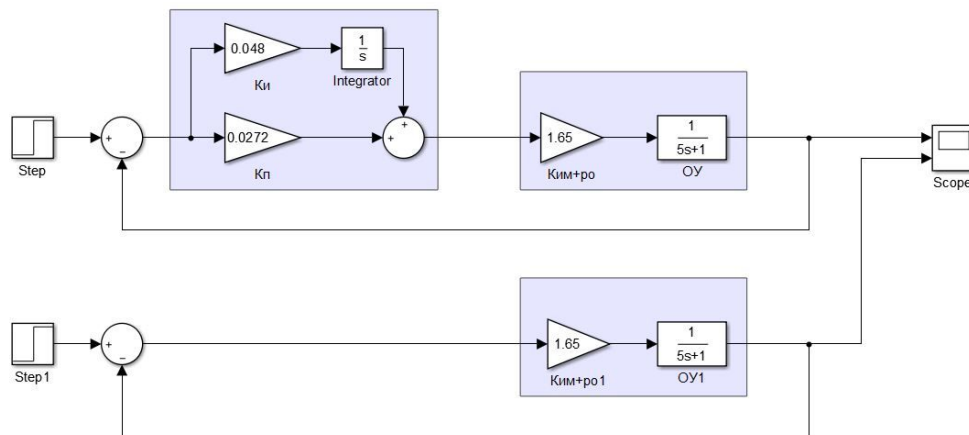 0.048
1
s
Integrator
Ки
+
+
+
−
0.0272
Кп
Step
1.65
Ким+ро
1
5s+1
ОУ
Scope
+
−
Step1
1.65
Ким+ро1
1
5s+1
ОУ1